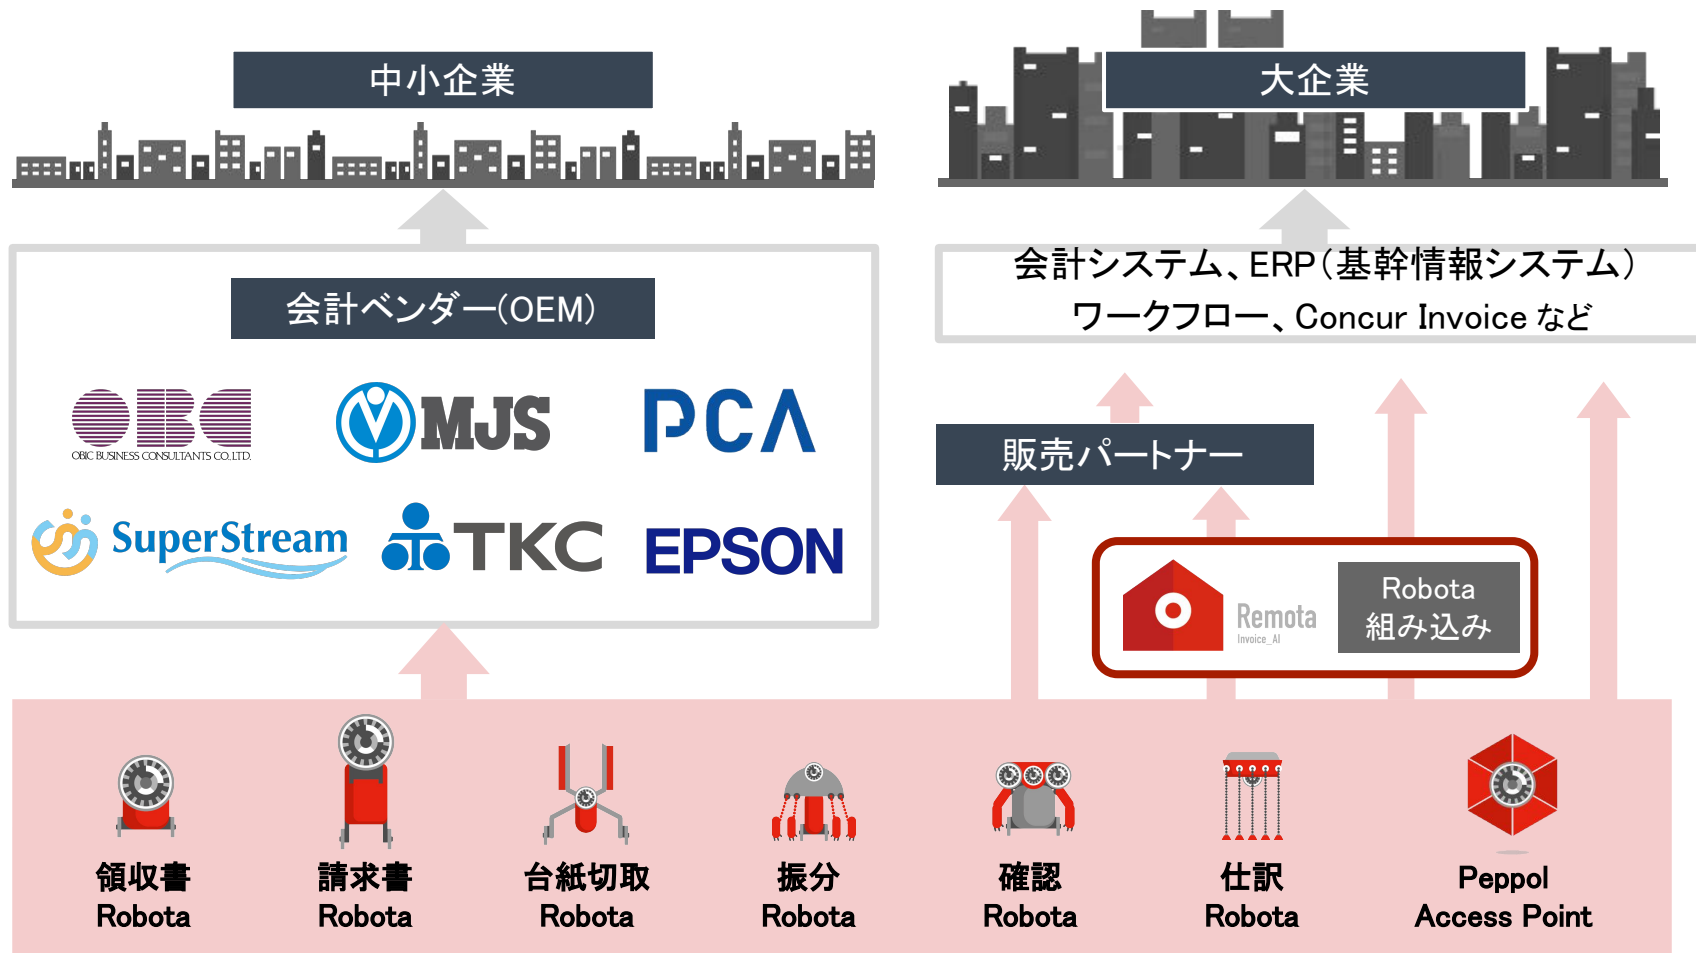 中小企業
大企業
会計ベンダー(OEM)
OBC
OBIC BUSINESS CONSULTANTS CO., LTD.
MJS
PCA
SuperStream
TKC
EPSON
会計システム、ERP(基幹情報システム)
ワークフロー、Concur Invoice など
販売パートナー
Remota
Invoice_AI
Robota
組み込み
領収書
Robota
請求書
Robota
台紙切取
Robota
振分
Robota
確認
Robota
仕訳
Robota
Peppol
Access Point